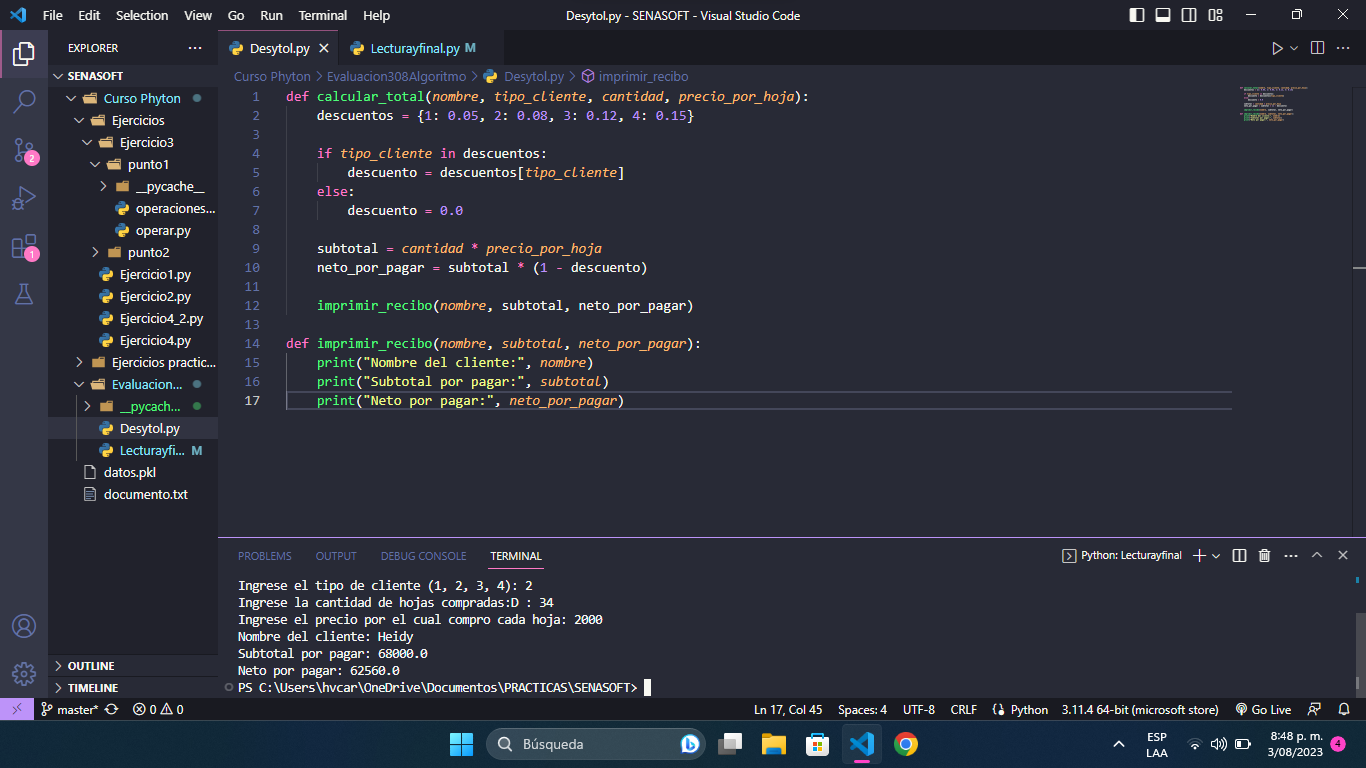 File Edit Selection View Go Run Terminal Help Desytol.py - SENASOFT - Visual Studio Code
EXPLORER ...
SENASOFT
Curso Phyton
Ejercicios
Ejercicio3
punto1
__pycache__
operaciones...
operar.py
punto2
Ejercicio1.py
Ejercicio2.py
Ejercicio4_2.py
Ejercicio4.py
Ejercicios practic...
Evaluacion...
__pycach...
Desytol.py
Lecturayfi... M
datos.pkl
documento.txt
OUTLINE
TIMELINE
2
1
Desytol.py Lecturayfinal.py M
Curso Phyton > Evaluacion308Algoritmo > Desytol.py > imprimir_recibo
1 def calcular_total(nombre, tipo_cliente, cantidad, precio_por_hoja):
2 descuentos = {1: 0.05, 2: 0.08, 3: 0.12, 4: 0.15}
3
4 if tipo_cliente in descuentos:
5 descuento = descuentos[tipo_cliente]
6 else:
7 descuento = 0.0
8
9 subtotal = cantidad * precio_por_hoja
10 neto_por_pagar = subtotal * (1 - descuento)
11
12 imprimir_recibo(nombre, subtotal, neto_por_pagar)
13
14 def imprimir_recibo(nombre, subtotal, neto_por_pagar):
15 print("Nombre del cliente:", nombre)
16 print("Subtotal por pagar:", subtotal)
17 print("Neto por pagar:", neto_por_pagar)
PROBLEMS OUTPUT DEBUG CONSOLE TERMINAL Python: Lecturayfinal
Ingrese el tipo de cliente (1, 2, 3, 4): 2
Ingrese la cantidad de hojas compradas:D : 34
Ingrese el precio por el cual compro cada hoja: 2000
Nombre del cliente: Heidy
Subtotal por pagar: 68000.0
Neto por pagar: 62560.0
PS C:\Users\hvcar\OneDrive\Documentos\PRACTICAS\SENASOFT>
master* 0 0 Ln 17, Col 45 Spaces: 4 UTF-8 CRLF Python 3.11.4 64-bit (microsoft store) Go Live
Búsqueda
ESP
LAA
8:48 p. m.
3/08/2023
4